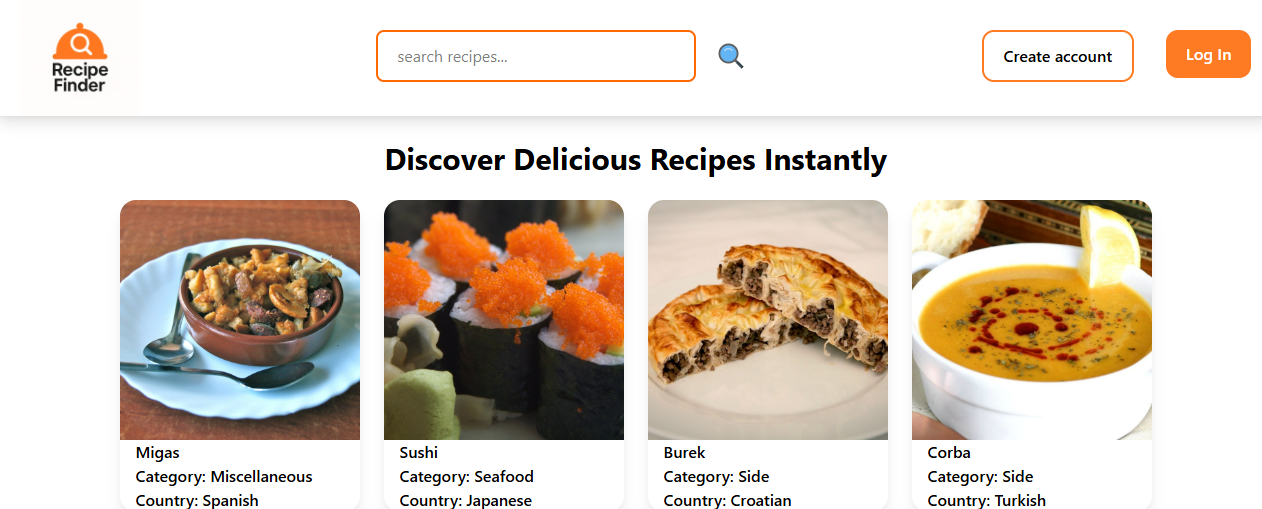 Recipe
Finder
search recipes...
Create account
Log In
Discover Delicious Recipes Instantly
Migas
Category: Miscellaneous
Country: Spanish
Sushi
Category: Seafood
Country: Japanese
Burek
Category: Side
Country: Croatian
Corba
Category: Side
Country: Turkish